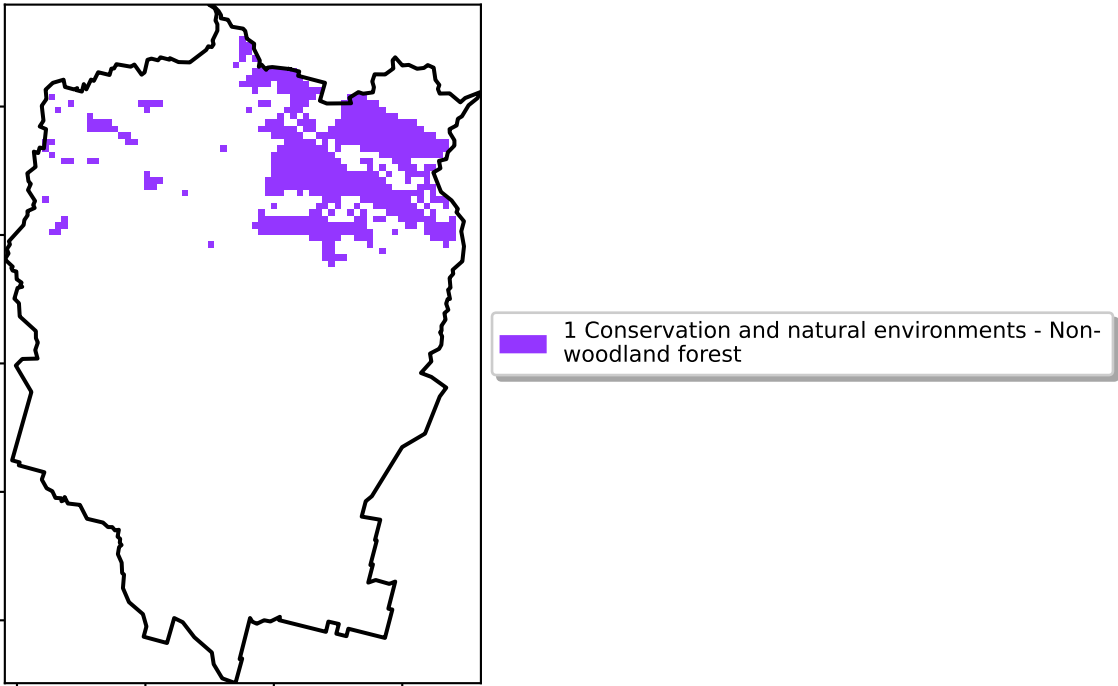 1 Conservation and natural environments - Non-
woodland forest